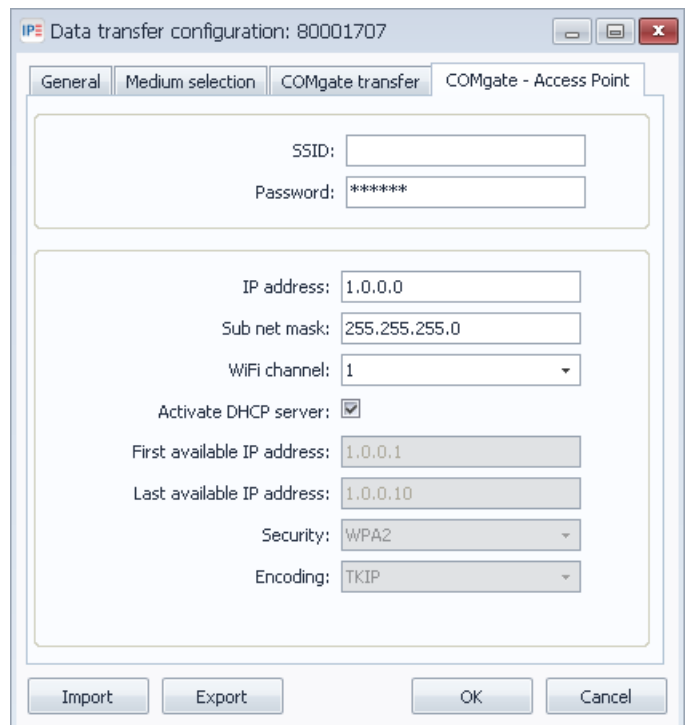 IPE Data transfer configuration: 80001707
General Medium selection COMgate transfer COMgate - Access Point
SSID:
Password: ******
IP address: 1.0.0.0
Sub net mask: 255.255.255.0
WiFi channel: 1
Activate DHCP server:
First available IP address: 1.0.0.1
Last available IP address: 1.0.0.10
Security: WPA2
Encoding: TKIP
Import Export OK Cancel